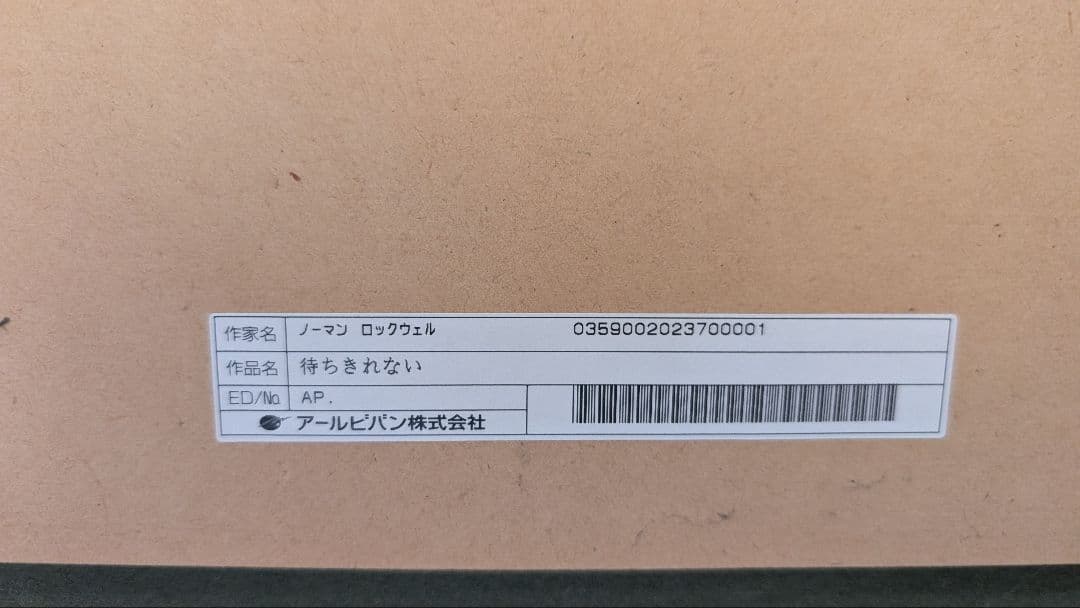 作家名 ノーマン ロックウェル 0359002023700001
作品名 待ちきれない
ED/No. AP.
アールビバン株式会社